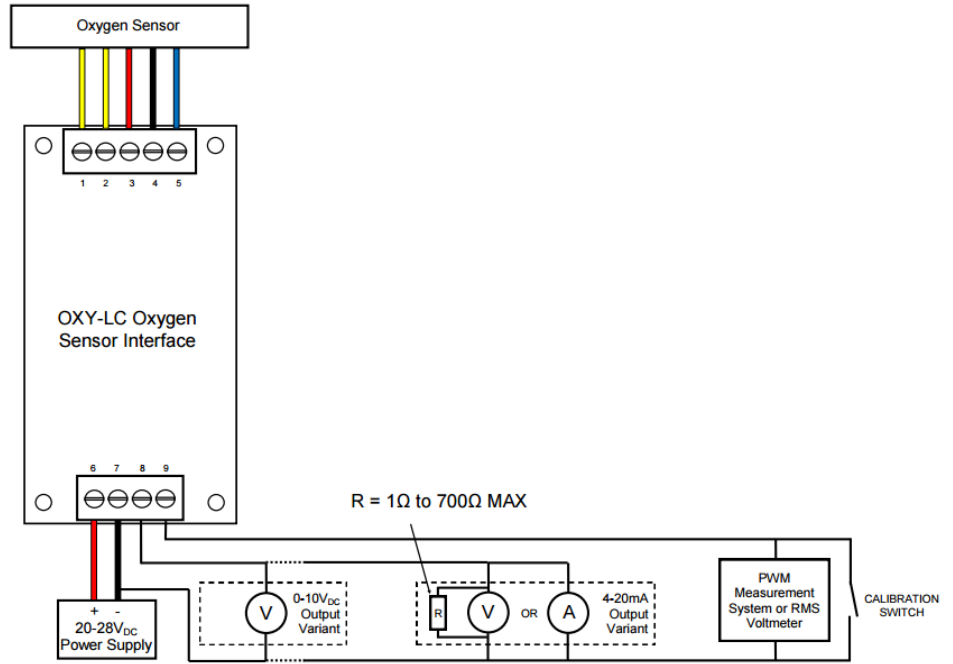 Oxygen Sensor
1 2 3 4 5
OXY-LC Oxygen
Sensor Interface
6 7 8 9
R = 1Ω to 700Ω MAX
+ -
20-28VDC
Power Supply
V
0-10VDC
Output
Variant
R
V
OR
A
4-20mA
Output
Variant
PWM
Measurement
System or RMS
Voltmeter
CALIBRATION
SWITCH